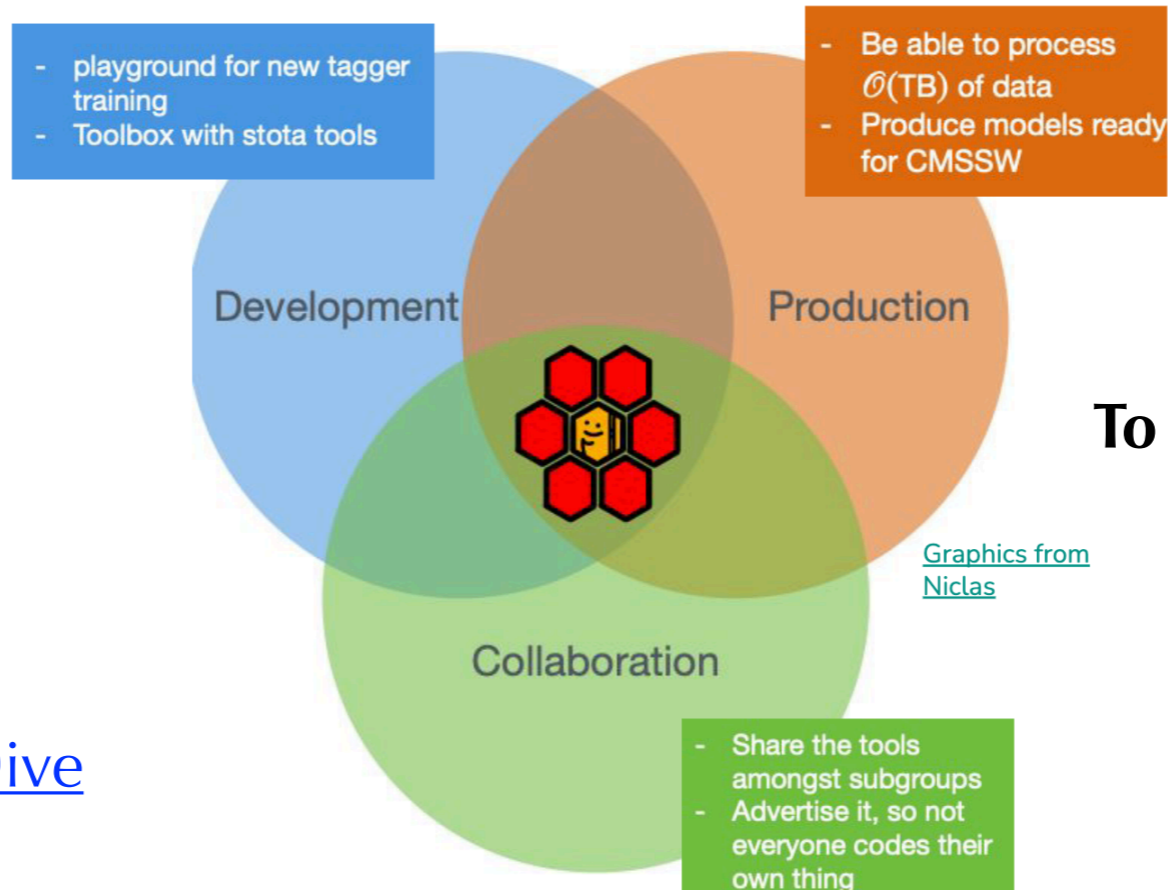 - playground for new tagger
training
- Toolbox with stota tools
- Be able to process
𝒪(TB) of data
- Produce models ready
for CMSSW
Development
Production
To
Graphics from
Niclas
Collaboration
- Share the tools
amongst subgroups
- Advertise it, so not
everyone codes their
own thing
ive